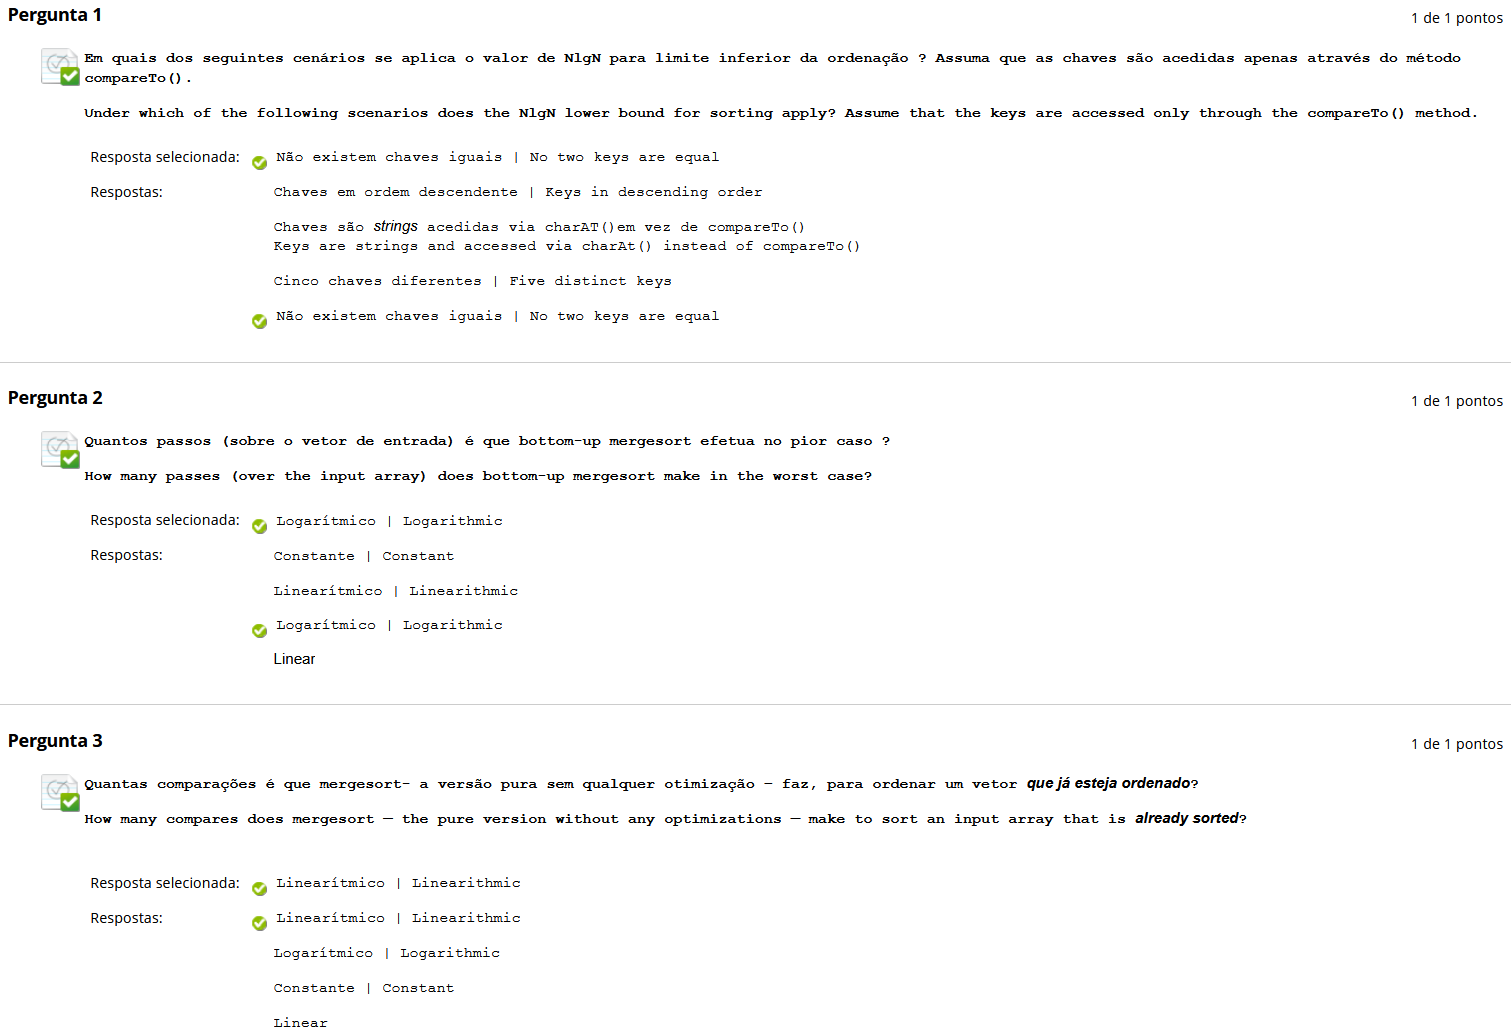 Pergunta 1
1 de 1 pontos
Em quais dos seguintes cenários se aplica o valor de NlgN para limite inferior da ordenação ? Assuma que as chaves são acedidas apenas através do método
compareTo().
Under which of the following scenarios does the NlgN lower bound for sorting apply? Assume that the keys are accessed only through the compareTo() method.
Resposta selecionada: Não existem chaves iguais | No two keys are equal
Respostas: Chaves em ordem descendente | Keys in descending order
Chaves são strings acedidas via charAT()em vez de compareTo()
Keys are strings and accessed via charAt() instead of compareTo()
Cinco chaves diferentes | Five distinct keys
Não existem chaves iguais | No two keys are equal
Pergunta 2
1 de 1 pontos
Quantos passos (sobre o vetor de entrada) é que bottom-up mergesort efetua no pior caso ?
How many passes (over the input array) does bottom-up mergesort make in the worst case?
Resposta selecionada: Logarítmico | Logarithmic
Respostas: Constante | Constant
Linearítmico | Linearithmic
Logarítmico | Logarithmic
Linear
Pergunta 3
1 de 1 pontos
Quantas comparações é que mergesort- a versão pura sem qualquer otimização – faz, para ordenar um vetor que já esteja ordenado?
How many compares does mergesort — the pure version without any optimizations — make to sort an input array that is already sorted?
Resposta selecionada: Linearítmico | Linearithmic
Respostas: Linearítmico | Linearithmic
Logarítmico | Logarithmic
Constante | Constant
Linear